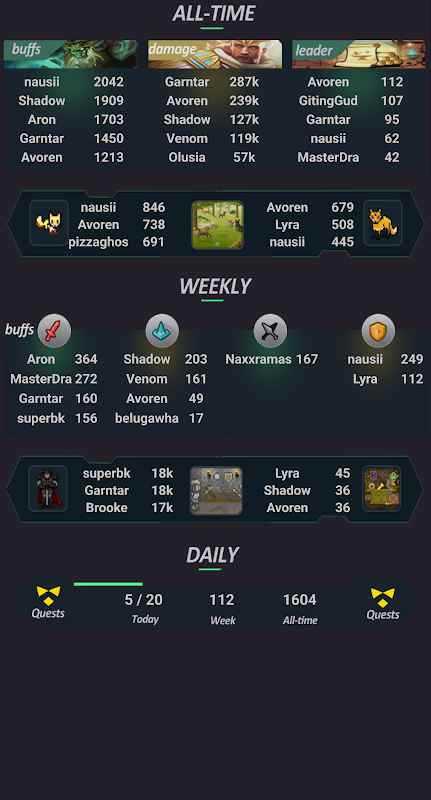 ALL-TIME
buffs damage leader
nausii 2042 Garntar 287k Avoren 112
Shadow 1909 Avoren 239k GitingGud 107
Aron 1703 Shadow 127k Garntar 95
Garntar 1450 Venom 119k nausii 62
Avoren 1213 Olusia 57k MasterDra 42
nausii 846 Avoren 679
Avoren 738 Lyra 508
pizzaghos 691 nausii 445
WEEKLY
buffs
Aron 364 Shadow 203 Naxxramas 167 nausii 249
MasterDra 272 Venom 161 Lyra 112
Garntar 160 Avoren 49
superbk 156 belugawha 17
superbk 18k Lyra 45
Garntar 18k Shadow 36
Brooke 17k Avoren 36
DAILY
5 / 20 112 1604
Quests Today Week All-time Quests